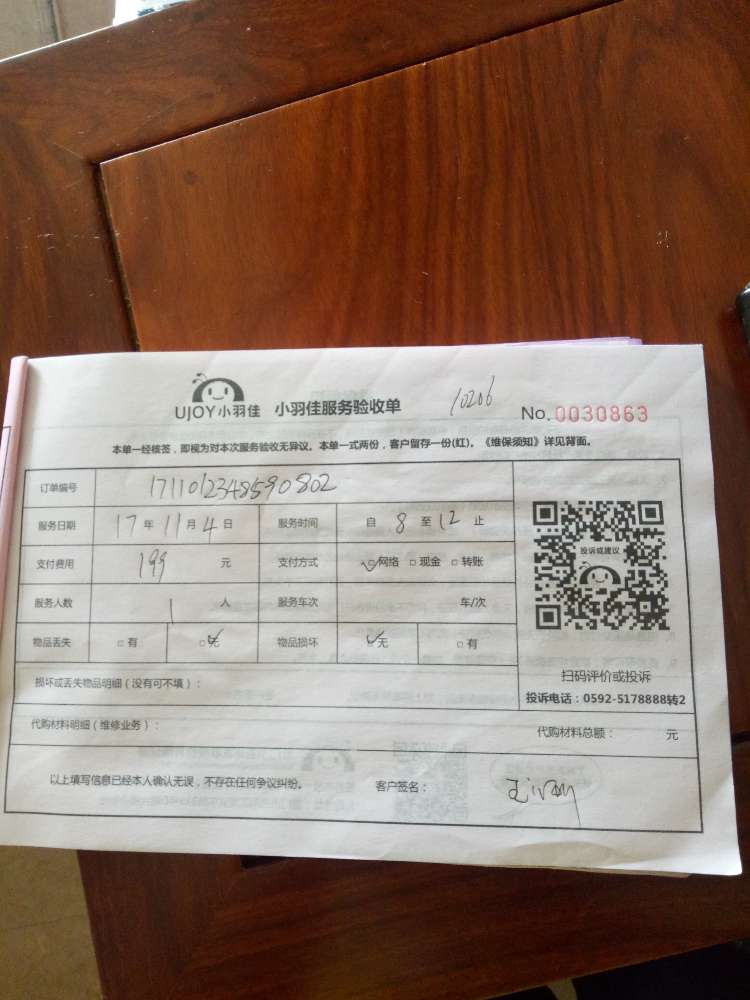 UJOY小羽佳 小羽佳服务验收单 10206 No.0030863
本单一经核签，即视为对本次服务验收无异议。本单一式两份，客户留存一份(红)。《维保须知》详见背面。
订单编号 1711012348590802
服务日期 17年11月4日 服务时间 自8至12止
支付费用 199元 支付方式 ☑网络 □现金 □转账
服务人数 1人 服务车次 车/次
物品丢失 □有 ☑无 物品损坏 ☑无 □有
投诉或建议
扫码评价或投诉
投诉电话：0592-5178888转2
损坏或丢失物品明细（没有可不填）：
代购材料明细（维修业务）： 代购材料总额： 元
以上填写信息已经本人确认无误，不存在任何争议纠纷。 客户签名：